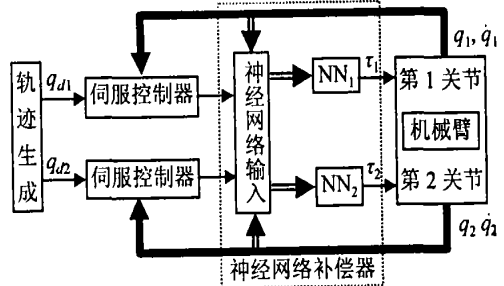 轨迹生成
q_{d1}
q_{d2}
伺服控制器
伺服控制器
神经网络输入
NN₁
NN₂
τ₁
τ₂
第 1 关节
机械臂
第 2 关节
q₁, q̇₁
q₂ q̇₂
神经网络补偿器